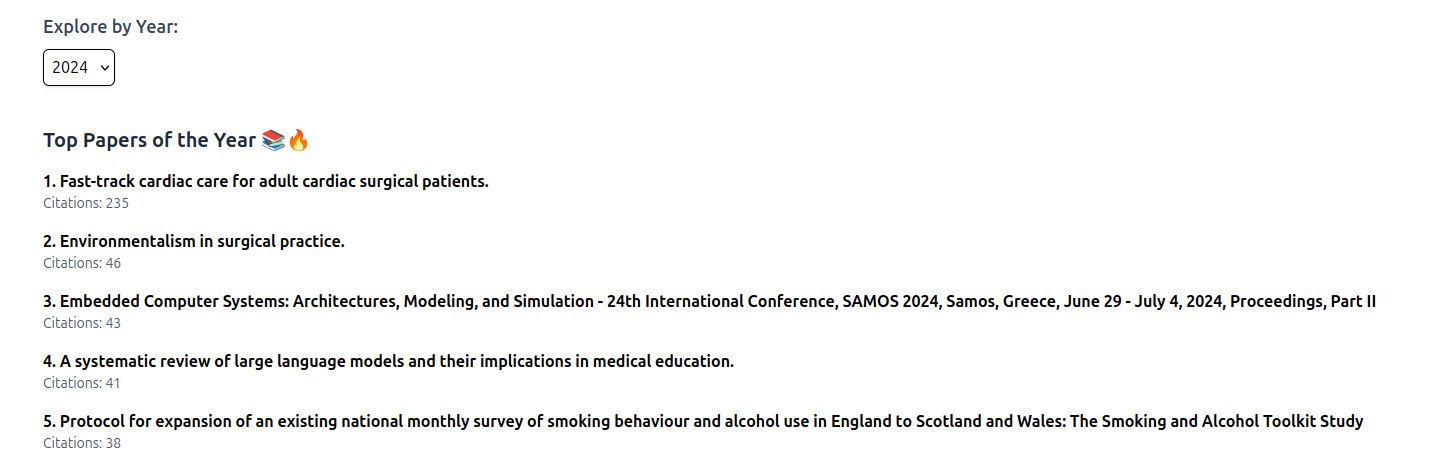 Explore by Year:
2024
Top Papers of the Year 📚🔥
1. Fast-track cardiac care for adult cardiac surgical patients.
Citations: 235
2. Environmentalism in surgical practice.
Citations: 46
3. Embedded Computer Systems: Architectures, Modeling, and Simulation - 24th International Conference, SAMOS 2024, Samos, Greece, June 29 - July 4, 2024, Proceedings, Part II
Citations: 43
4. A systematic review of large language models and their implications in medical education.
Citations: 41
5. Protocol for expansion of an existing national monthly survey of smoking behaviour and alcohol use in England to Scotland and Wales: The Smoking and Alcohol Toolkit Study
Citations: 38